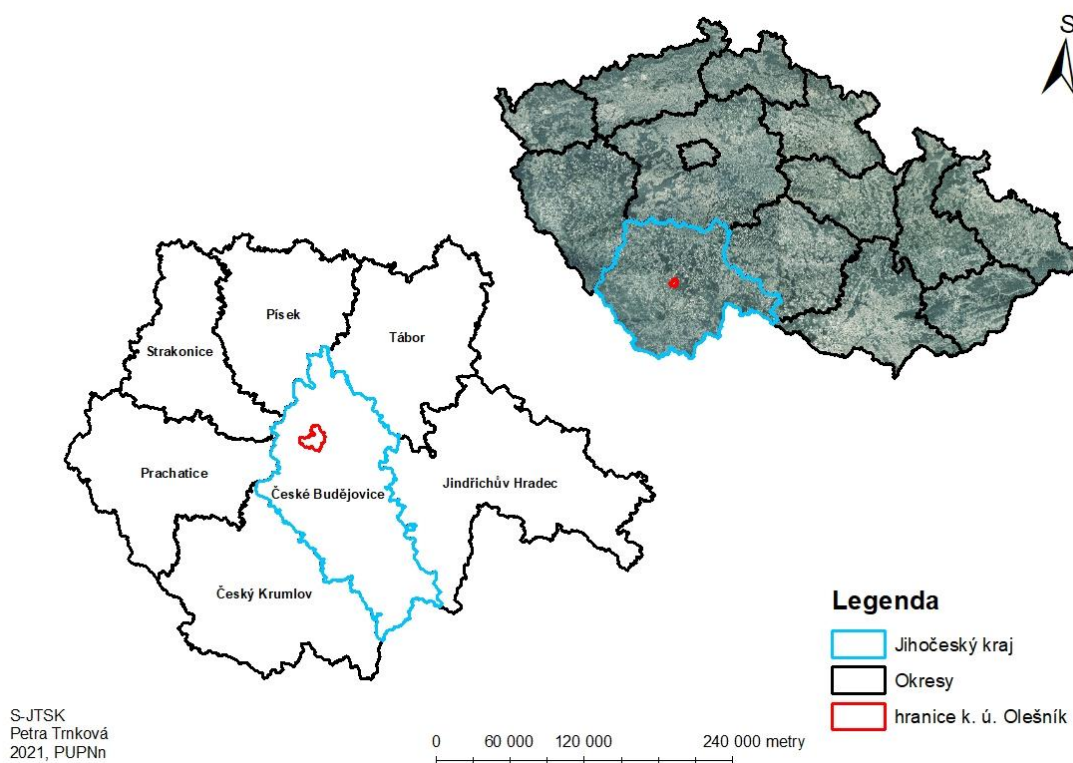 S
Písek
Tábor
Strakonice
Prachatice
Jindřichův Hradec
České Budějovice
Český Krumlov
Legenda
Jihočeský kraj
Okresy
hranice k. ú. Olešník
S-JTSK
Petra Trnková
2021, PUPNn
0 60 000 120 000 240 000 metry